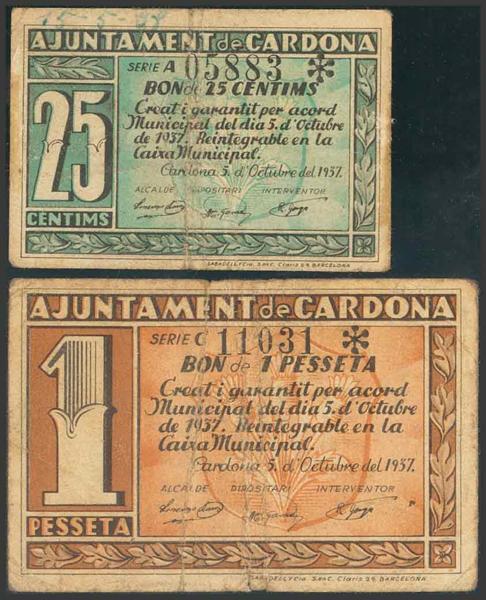 AJUNTAMENT de CARDONA
SERIE A 05883 *
25
CENTIMS
BON de 25 CENTIMS
Creat i garantit per acord
Municipal del dia 5. d'Octubre
de 1937. Reintegrable en la
Caixa Municipal.
Cardona 5. d'Octubre del 1937.
ALCALDE DIPOSITARI INTERVENTOR
BARCELONA
AJUNTAMENT de CARDONA
SERIE C 11031 *
1
PESSETA
BON de 1 PESSETA
Creat i garantit per acord
Municipal del dia 5. d'Octubre
de 1937. Reintegrable en la
Caixa Municipal.
Cardona 5. d'Octubre del 1937.
ALCALDE DIPOSITARI INTERVENTOR
BARCELONA